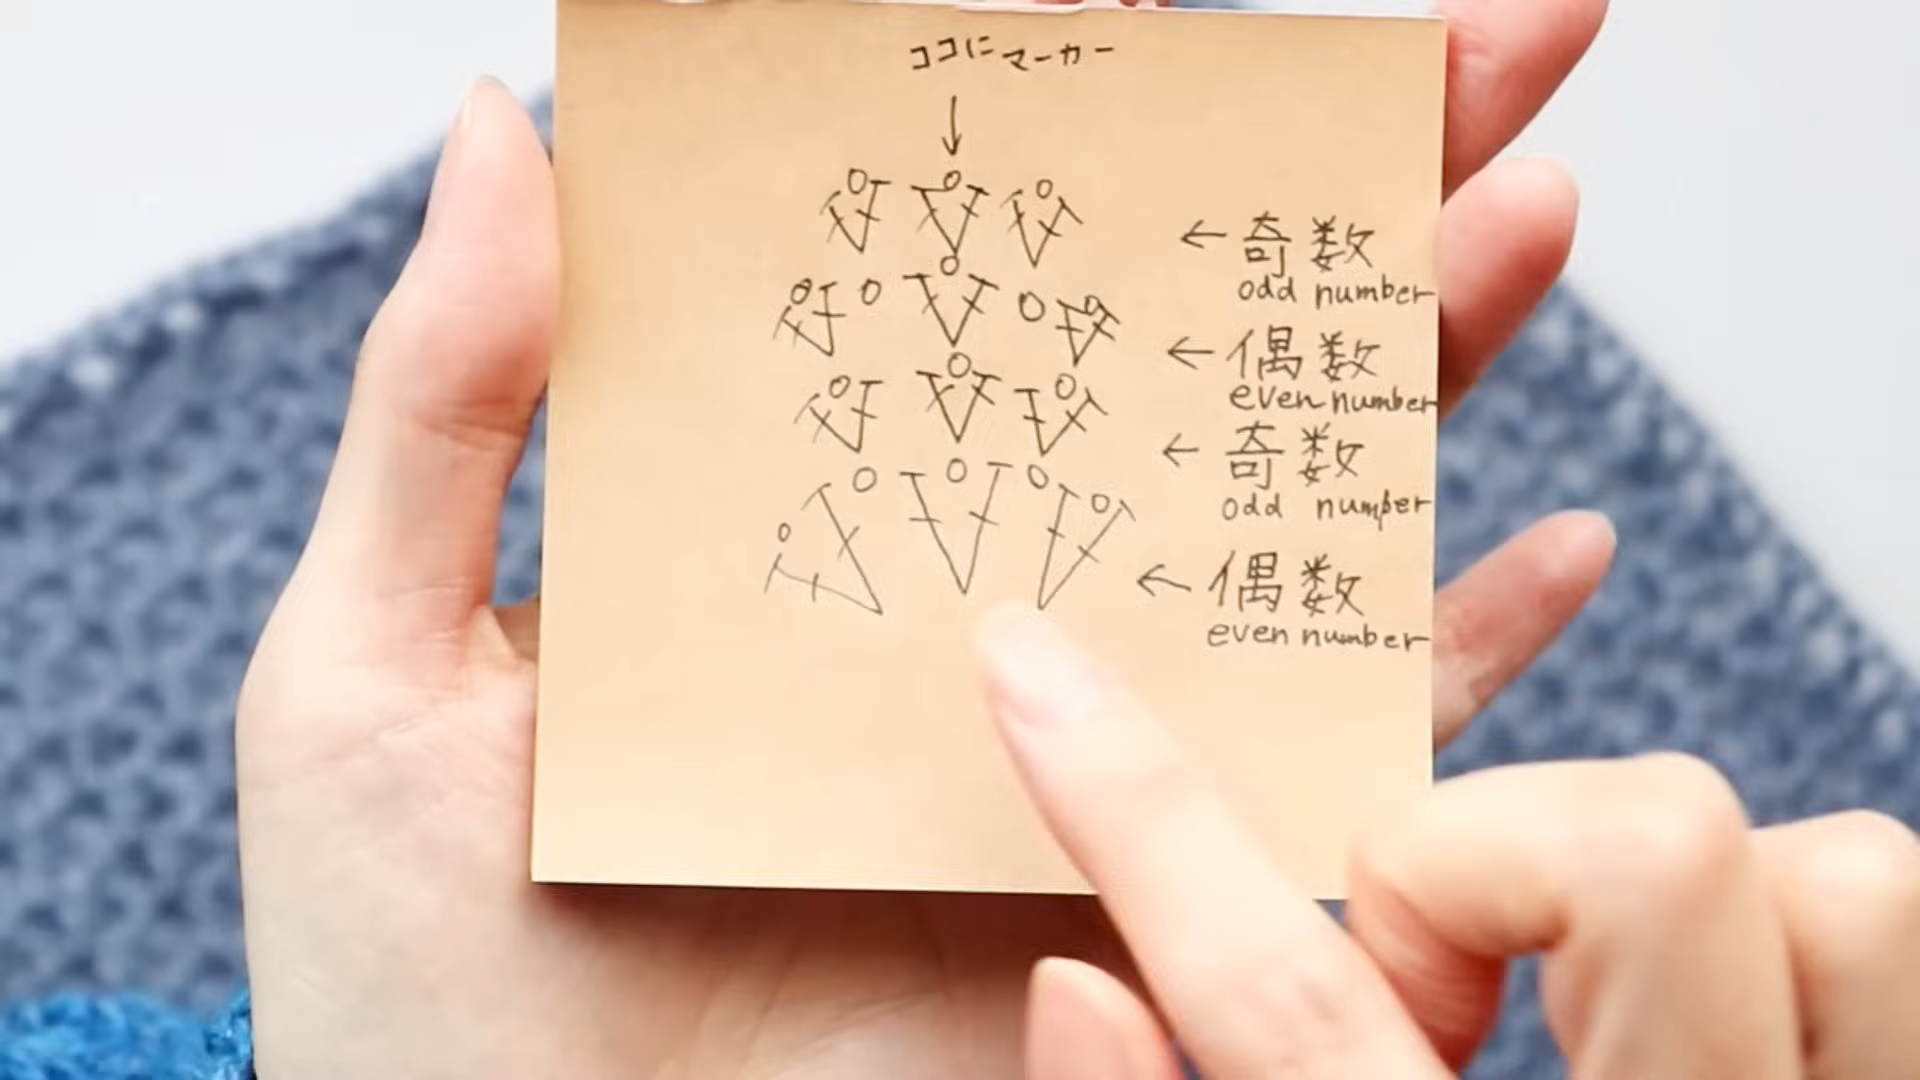 ココにマーカー
↓
←奇数
odd number
←偶数
even number
←奇数
odd number
←偶数
even number